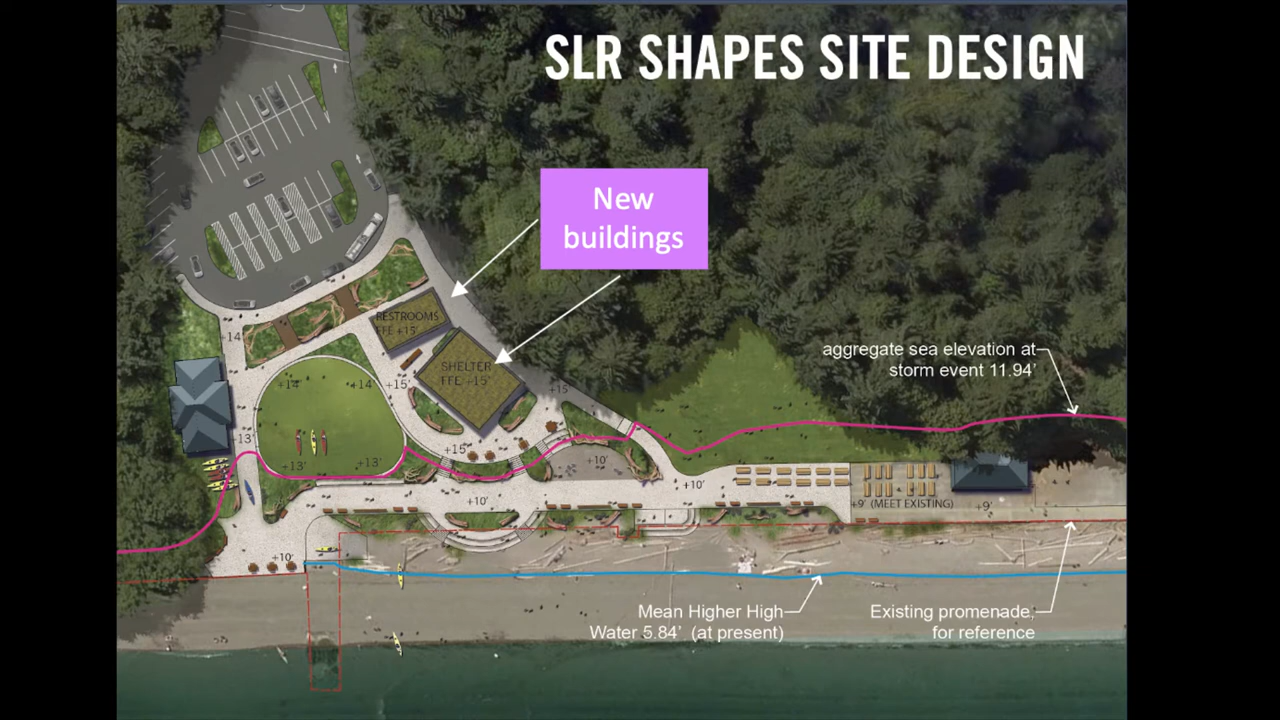 SLR SHAPES SITE DESIGN
New
buildings
RESTROOMS
FFE +15'
+14'
SHELTER
FFE +15'
aggregate sea elevation at
storm event 11.94'
+14'
+14'
+15'
+15'
13'
+15'
+13'
+13'
+10'
+10'
+10'
+9' (MEET EXISTING)
+9'
+10'
Mean Higher High
Water 5.84' (at present)
Existing promenade,
for reference